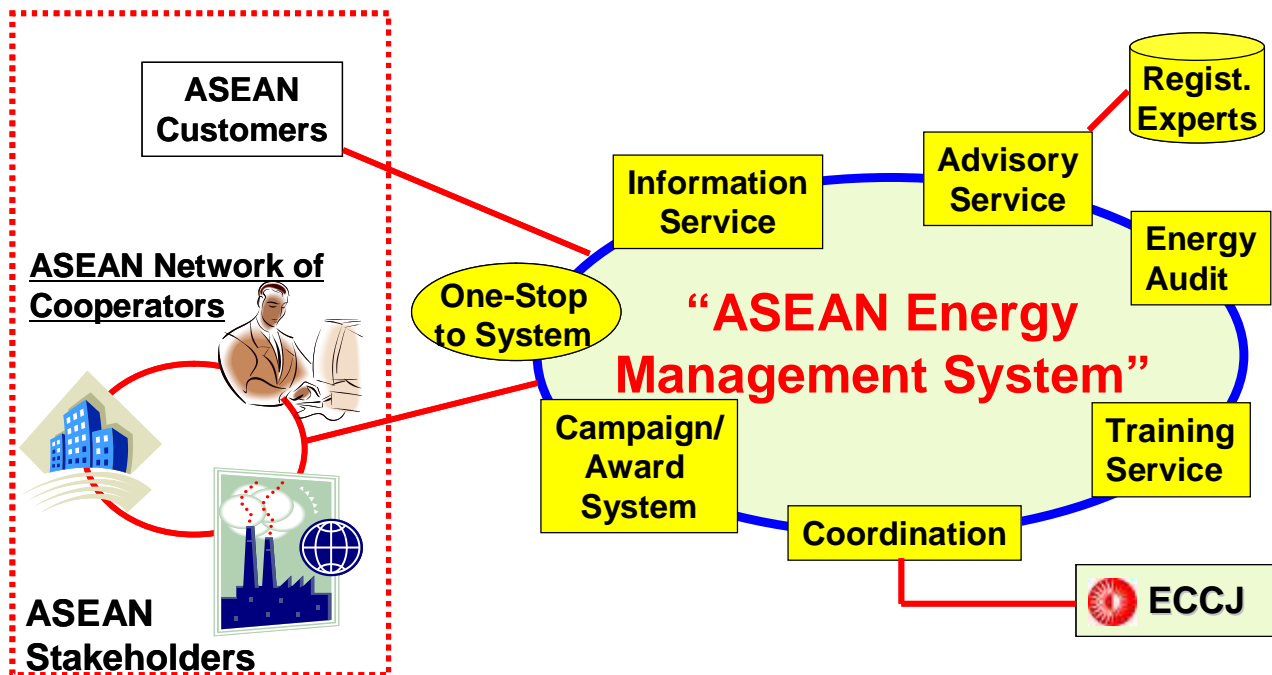 ASEAN
Customers
ASEAN Network of
Cooperators
ASEAN
Stakeholders
One-Stop
to System
Information
Service
Advisory
Service
Regist.
Experts
Energy
Audit
“ASEAN Energy
Management System”
Campaign/
Award
System
Training
Service
Coordination
ECCJ